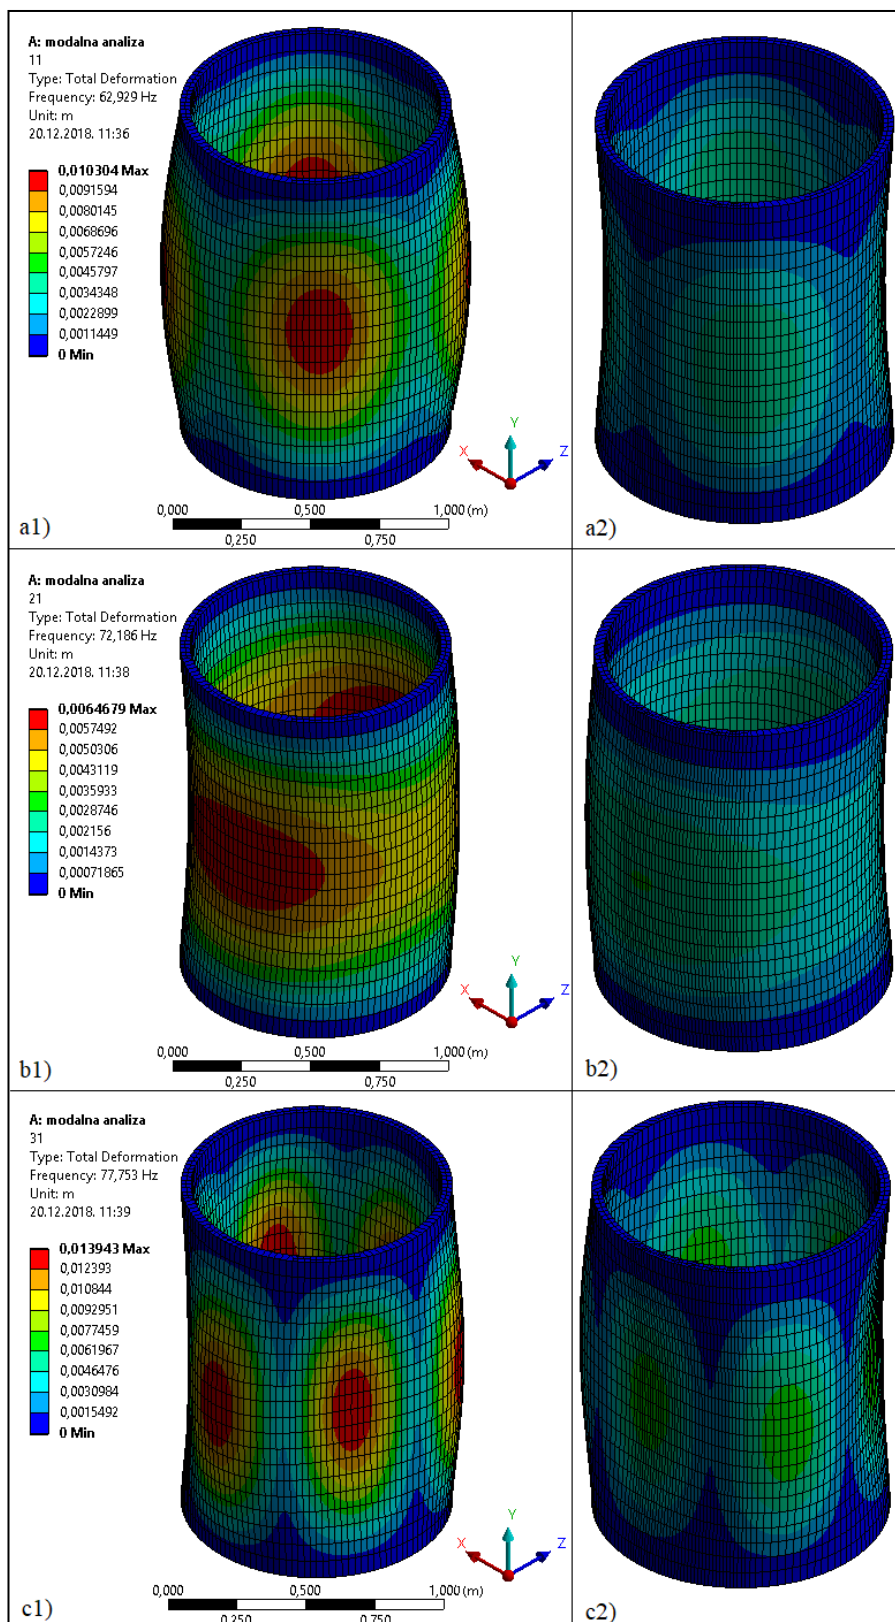 A: modalna analiza
11
Type: Total Deformation
Frequency: 62,929 Hz
Unit: m
20.12.2018. 11:36
0,010304 Max
0,0091594
0,0080145
0,0068696
0,0057246
0,0045797
0,0034348
0,0022899
0,0011449
0 Min
Y
X Z
0,000 0,500 1,000 (m)
0,250 0,750
a1) a2)
A: modalna analiza
21
Type: Total Deformation
Frequency: 72,186 Hz
Unit: m
20.12.2018. 11:38
0,0064679 Max
0,0057492
0,0050306
0,0043119
0,0035933
0,0028746
0,002156
0,0014373
0,00071865
0 Min
Y
X Z
0,000 0,500 1,000 (m)
0,250 0,750
b1) b2)
A: modalna analiza
31
Type: Total Deformation
Frequency: 77,753 Hz
Unit: m
20.12.2018. 11:39
0,013943 Max
0,012393
0,010844
0,0092951
0,0077459
0,0061967
0,0046476
0,0030984
0,0015492
0 Min
Y
X Z
0,000 0,500 1,000 (m)
0,250 0,750
c1) c2)